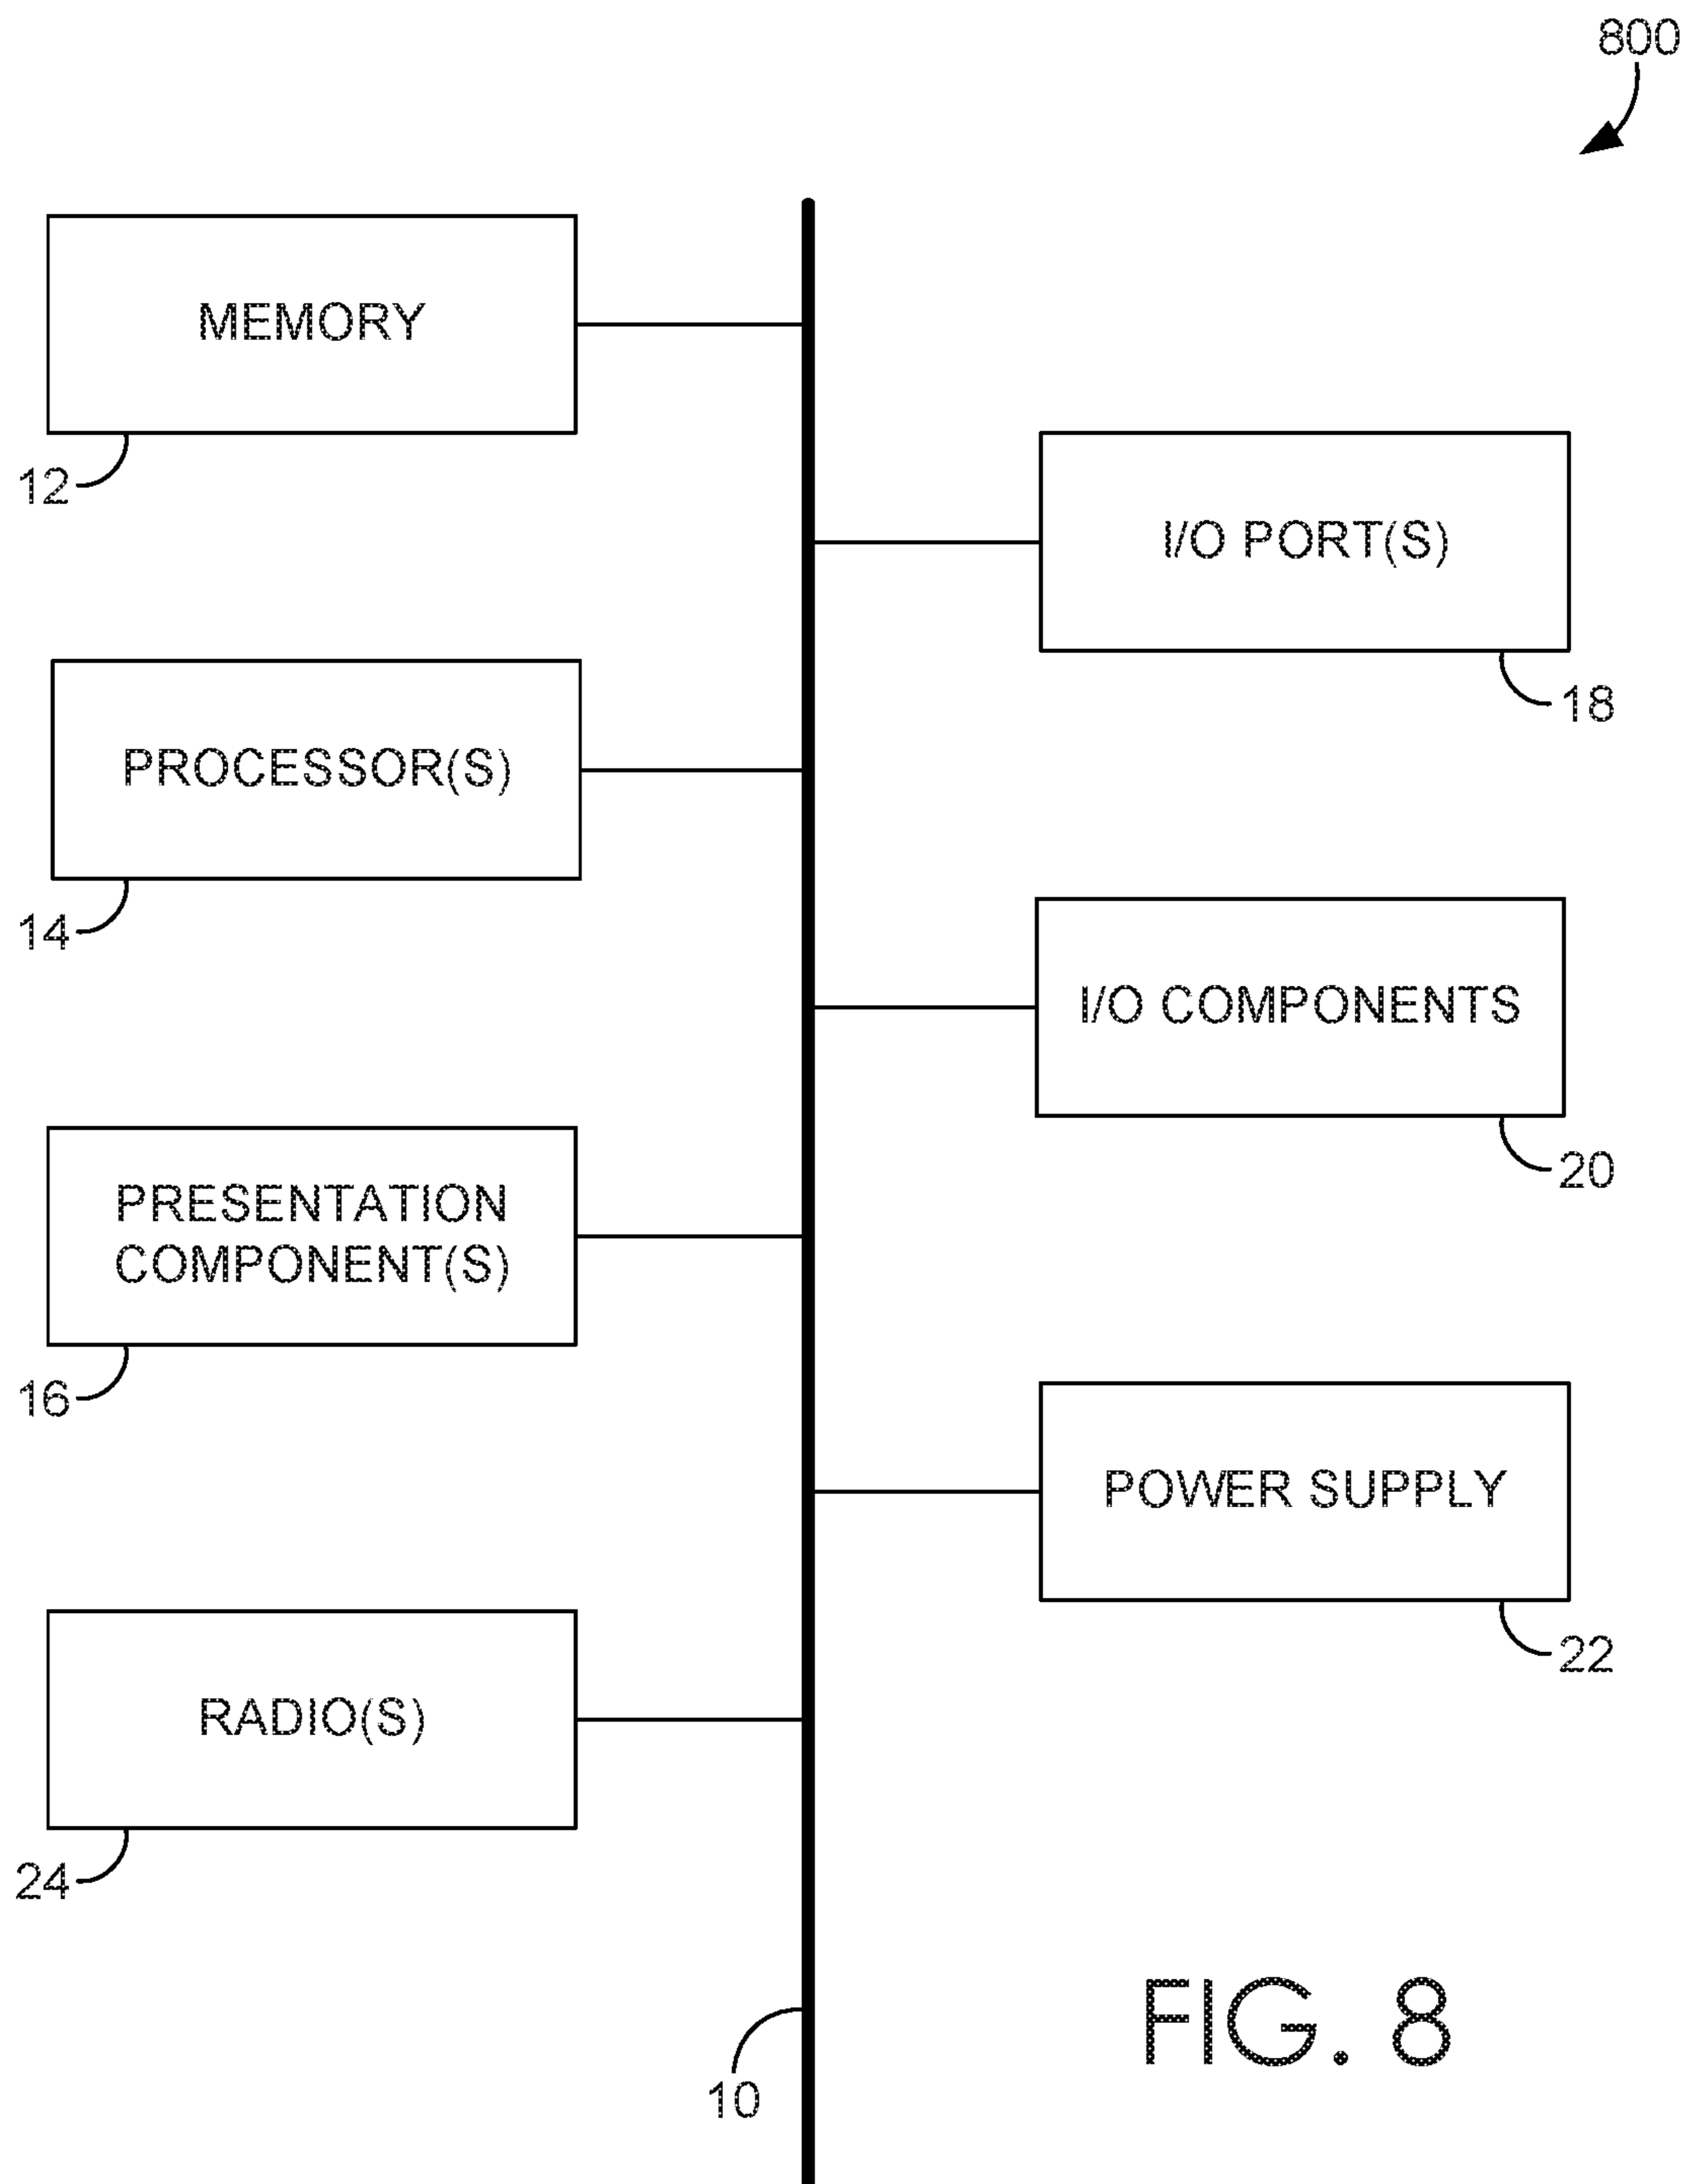 800
MEMORY
12
I/O PORT(S)
18
PROCESSOR(S)
14
I/O COMPONENTS
20
PRESENTATION
COMPONENT(S)
16
POWER SUPPLY
22
RADIO(S)
24
10
FIG. 8